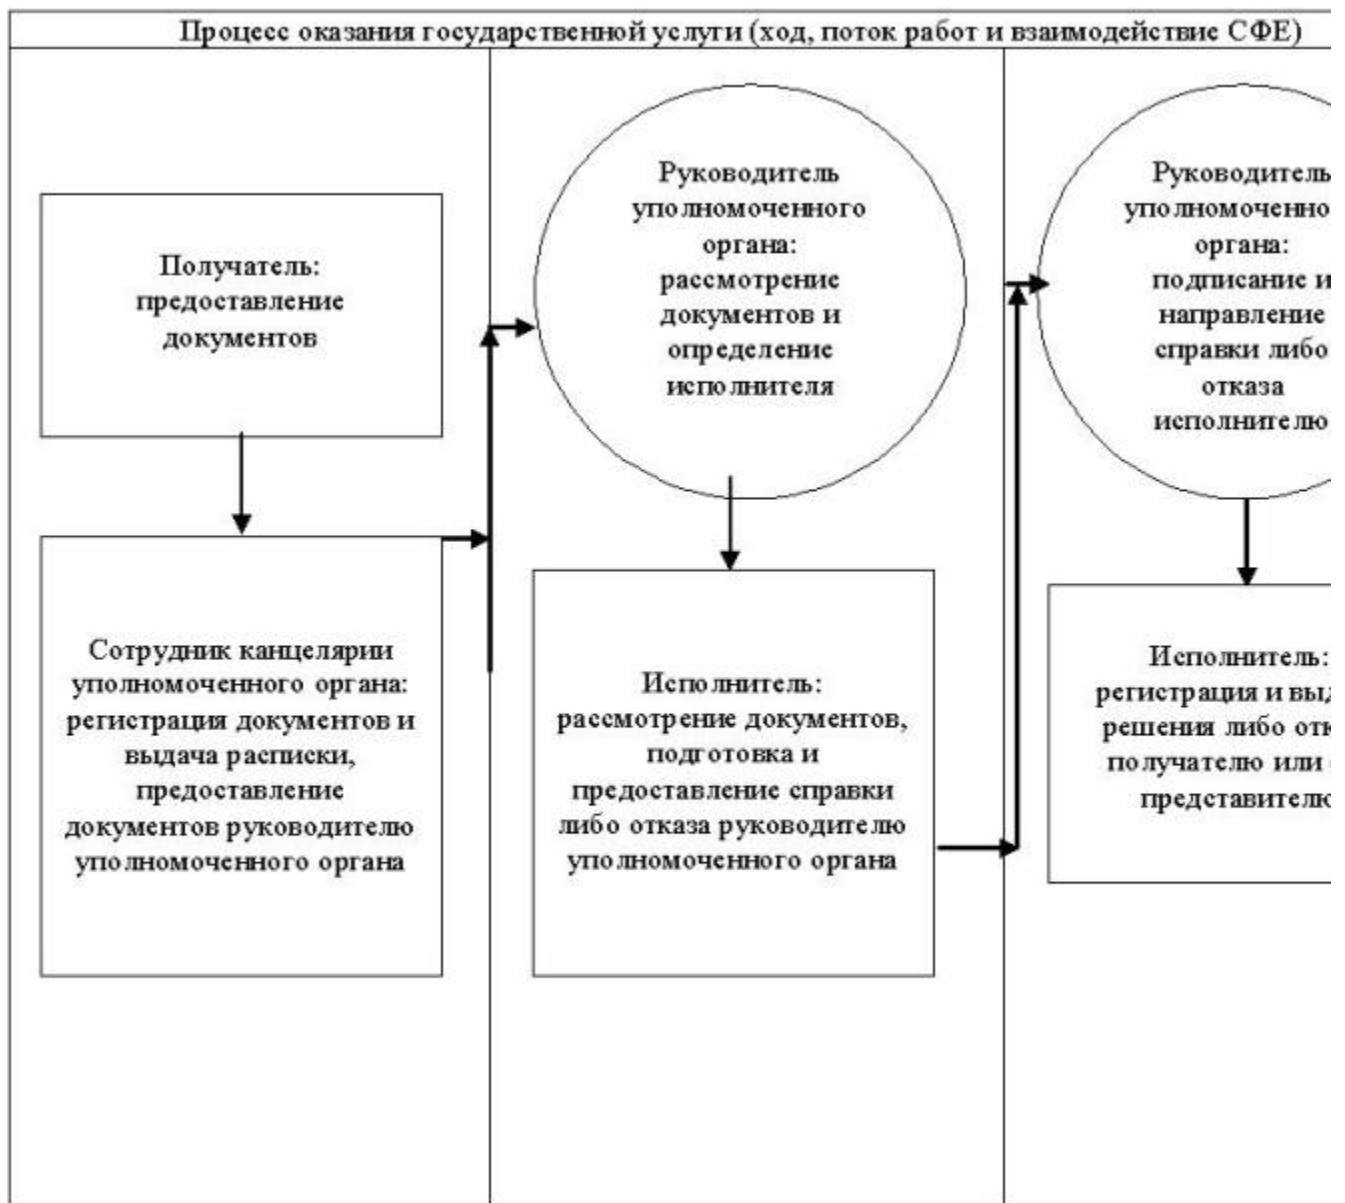 Процесс оказания государственной услуги (ход, поток работ и взаимодействие СФЕ)
Получатель:
предоставление
документов
Сотрудник канцелярии
уполномоченного органа:
регистрация документов и
выдача расписки,
предоставление
документов руководителю
уполномоченного органа
Руководитель
уполномоченного
органа:
рассмотрение
документов и
определение
исполнителя
Исполнитель:
рассмотрение документов,
подготовка и
предоставление справки
либо отказа руководителю
уполномоченного органа
Руководитель
уполномоченно
органа:
подписание и
направление
справки либо
отказа
исполнителю
Исполнитель:
регистрация и выд
решения либо отк
получателю или
представителю